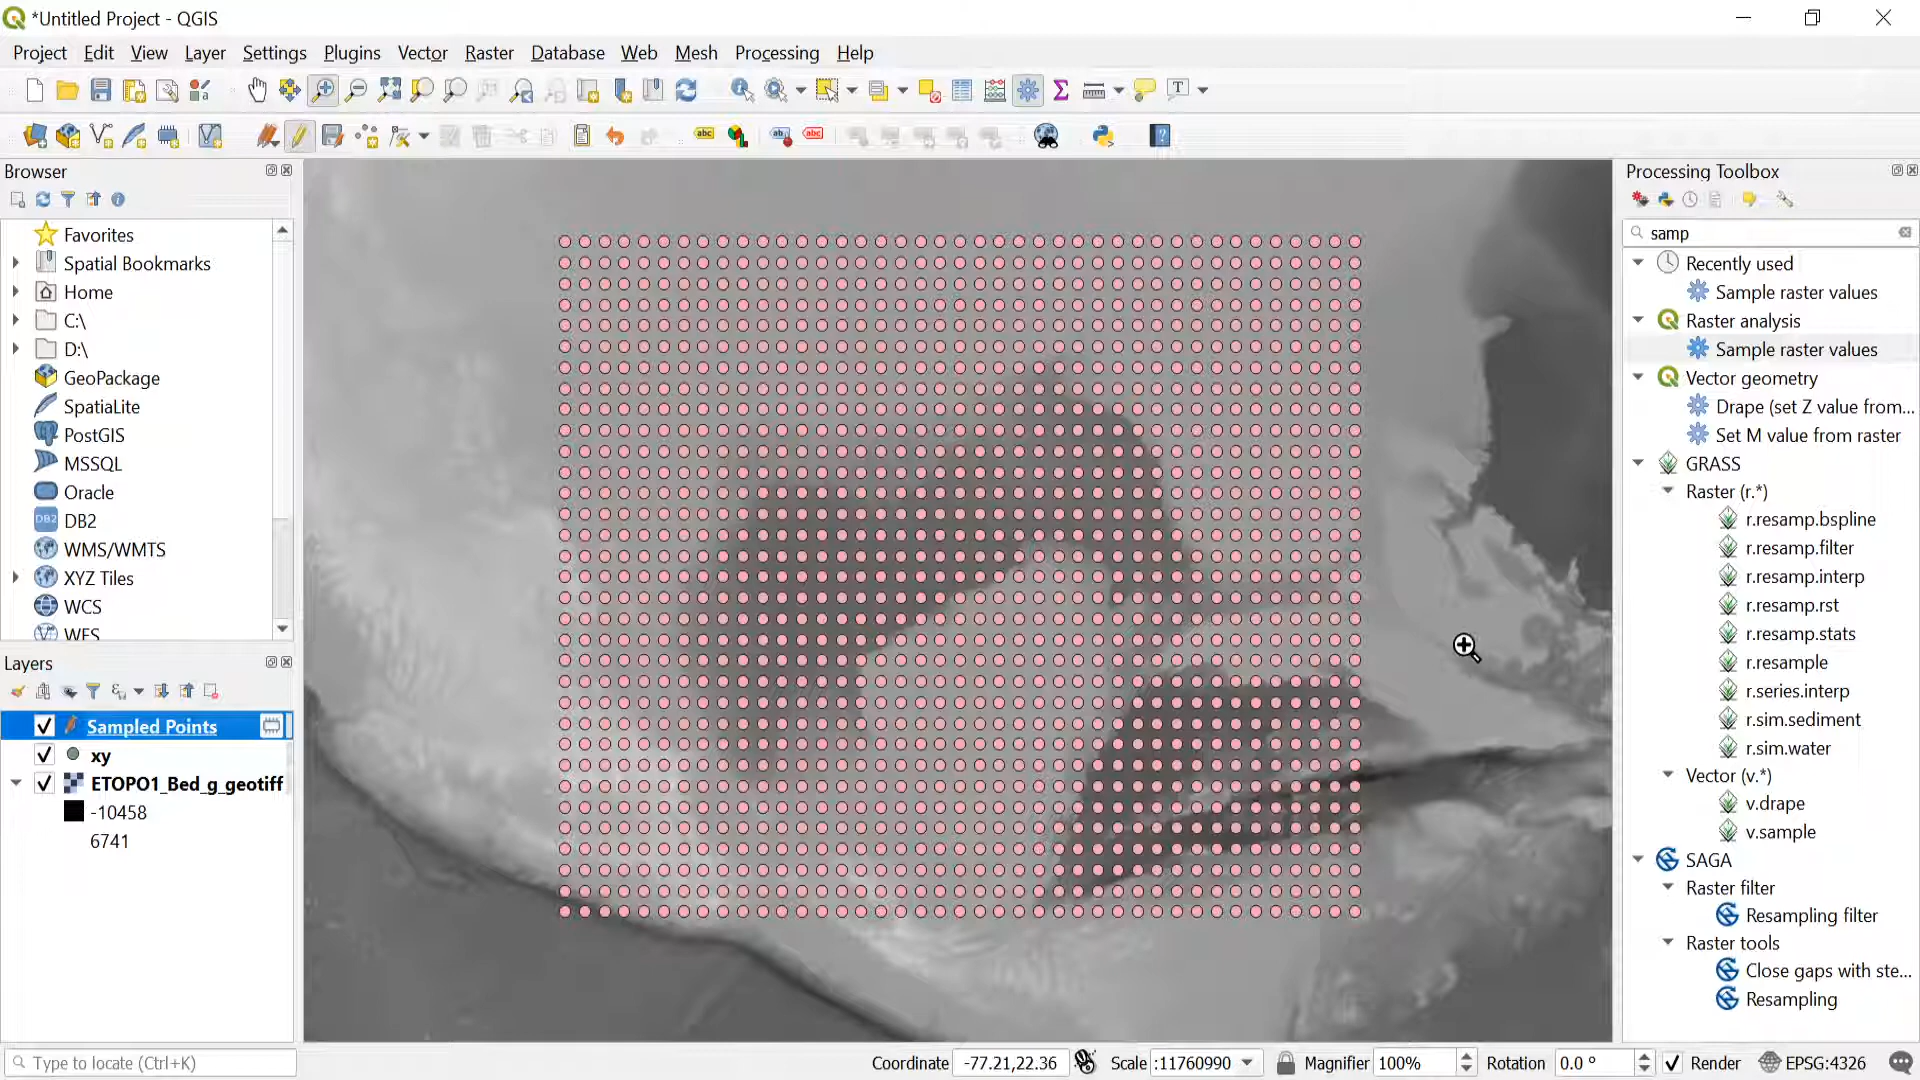 *Untitled Project - QGIS
Project Edit View Layer Settings Plugins Vector Raster Database Web Mesh Processing Help
Browser
Favorites
Spatial Bookmarks
Home
C:\
D:\
GeoPackage
SpatiaLite
PostGIS
MSSQL
Oracle
DB2
WMS/WMTS
XYZ Tiles
WCS
WFS
Layers
Sampled Points
xy
ETOPO1_Bed_g_geotiff
-10458
6741
Processing Toolbox
samp
Recently used
Sample raster values
Raster analysis
Sample raster values
Vector geometry
Drape (set Z value from...
Set M value from raster
GRASS
Raster (r.*)
r.resamp.bspline
r.resamp.filter
r.resamp.interp
r.resamp.rst
r.resamp.stats
r.resample
r.series.interp
r.sim.sediment
r.sim.water
Vector (v.*)
v.drape
v.sample
SAGA
Raster filter
Resampling filter
Raster tools
Close gaps with ste...
Resampling
Type to locate (Ctrl+K) Coordinate -77.21,22.36 Scale :11760990 Magnifier 100% Rotation 0.0 ° Render EPSG:4326